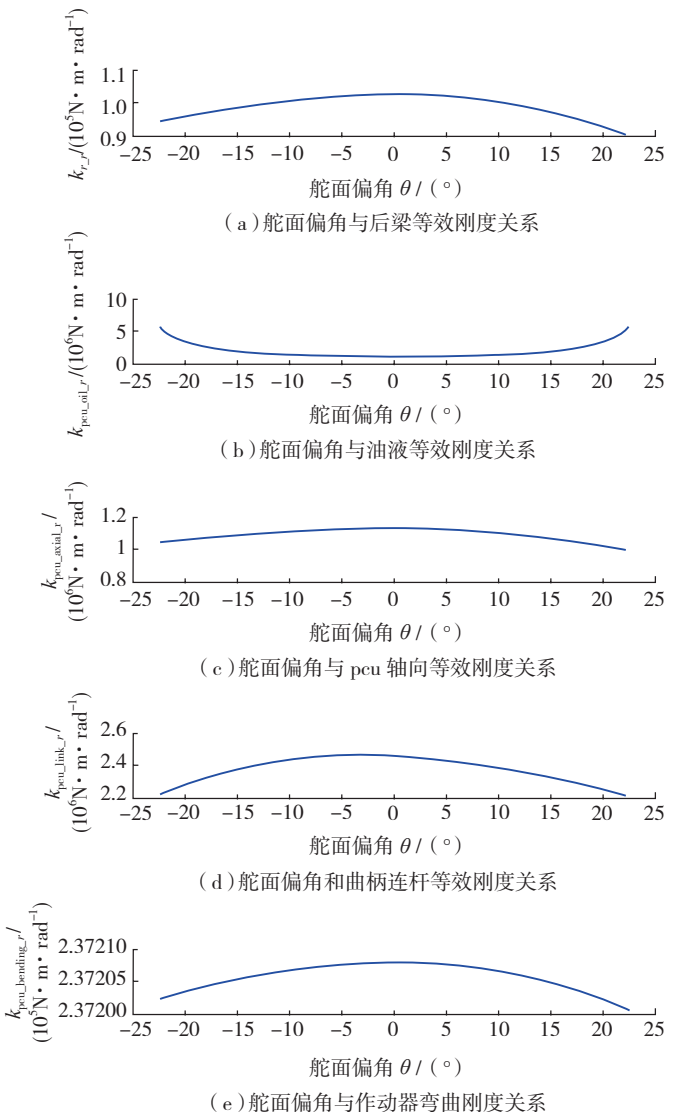 k_{r_r}/(10⁵N·m·rad⁻¹)
1.1
1.0
0.9
−25 −20 −15 −10 −5 0 5 10 15 20 25
舵面偏角 θ / (°)
(a)舵面偏角与后梁等效刚度关系
k_{pcu_oil_r}/(10⁶N·m·rad⁻¹)
10
5
0
−25 −20 −15 −10 −5 0 5 10 15 20 25
舵面偏角 θ / (°)
(b)舵面偏角与油液等效刚度关系
k_{pcu_axial_r}/
(10⁶N·m·rad⁻¹)
1.2
1
0.8
−25 −20 −15 −10 −5 0 5 10 15 20 25
舵面偏角 θ / (°)
(c)舵面偏角与 pcu 轴向等效刚度关系
k_{pcu_link_r}/
(10⁶N·m·rad⁻¹)
2.6
2.4
2.2
−25 −20 −15 −10 −5 0 5 10 15 20 25
舵面偏角 θ / (°)
(d)舵面偏角和曲柄连杆等效刚度关系
k_{pcu_bending_r}/
(10⁵N·m·rad⁻¹)
2.37210
2.37205
2.37200
−25 −20 −15 −10 −5 0 5 10 15 20 25
舵面偏角 θ / (°)
(e)舵面偏角与作动器弯曲刚度关系